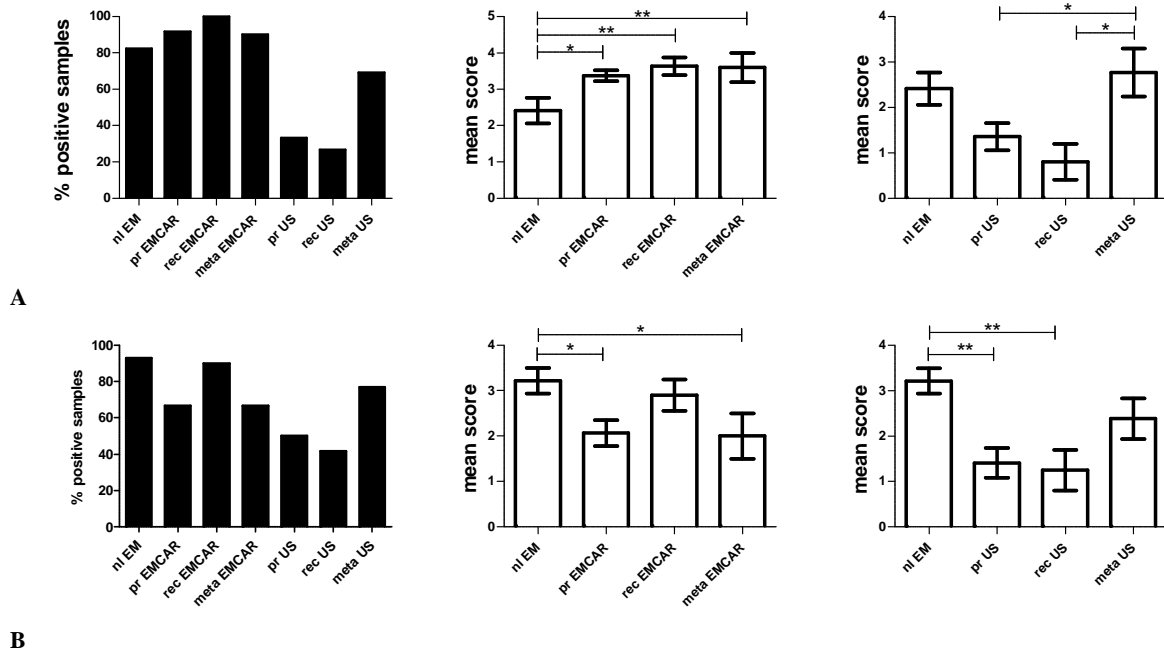 % positive samples
100
80
60
40
20
0
nl EM
pr EMCAR
rec EMCAR
meta EMCAR
pr US
rec US
meta US
mean score
5
4
3
2
1
0
**
**
*
nl EM
pr EMCAR
rec EMCAR
meta EMCAR
mean score
4
3
2
1
0
*
*
nl EM
pr US
rec US
meta US
A
% positive samples
100
80
60
40
20
0
nl EM
pr EMCAR
rec EMCAR
meta EMCAR
pr US
rec US
meta US
mean score
4
3
2
1
0
*
*
nl EM
pr EMCAR
rec EMCAR
meta EMCAR
mean score
4
3
2
1
0
**
**
nl EM
pr US
rec US
meta US
B